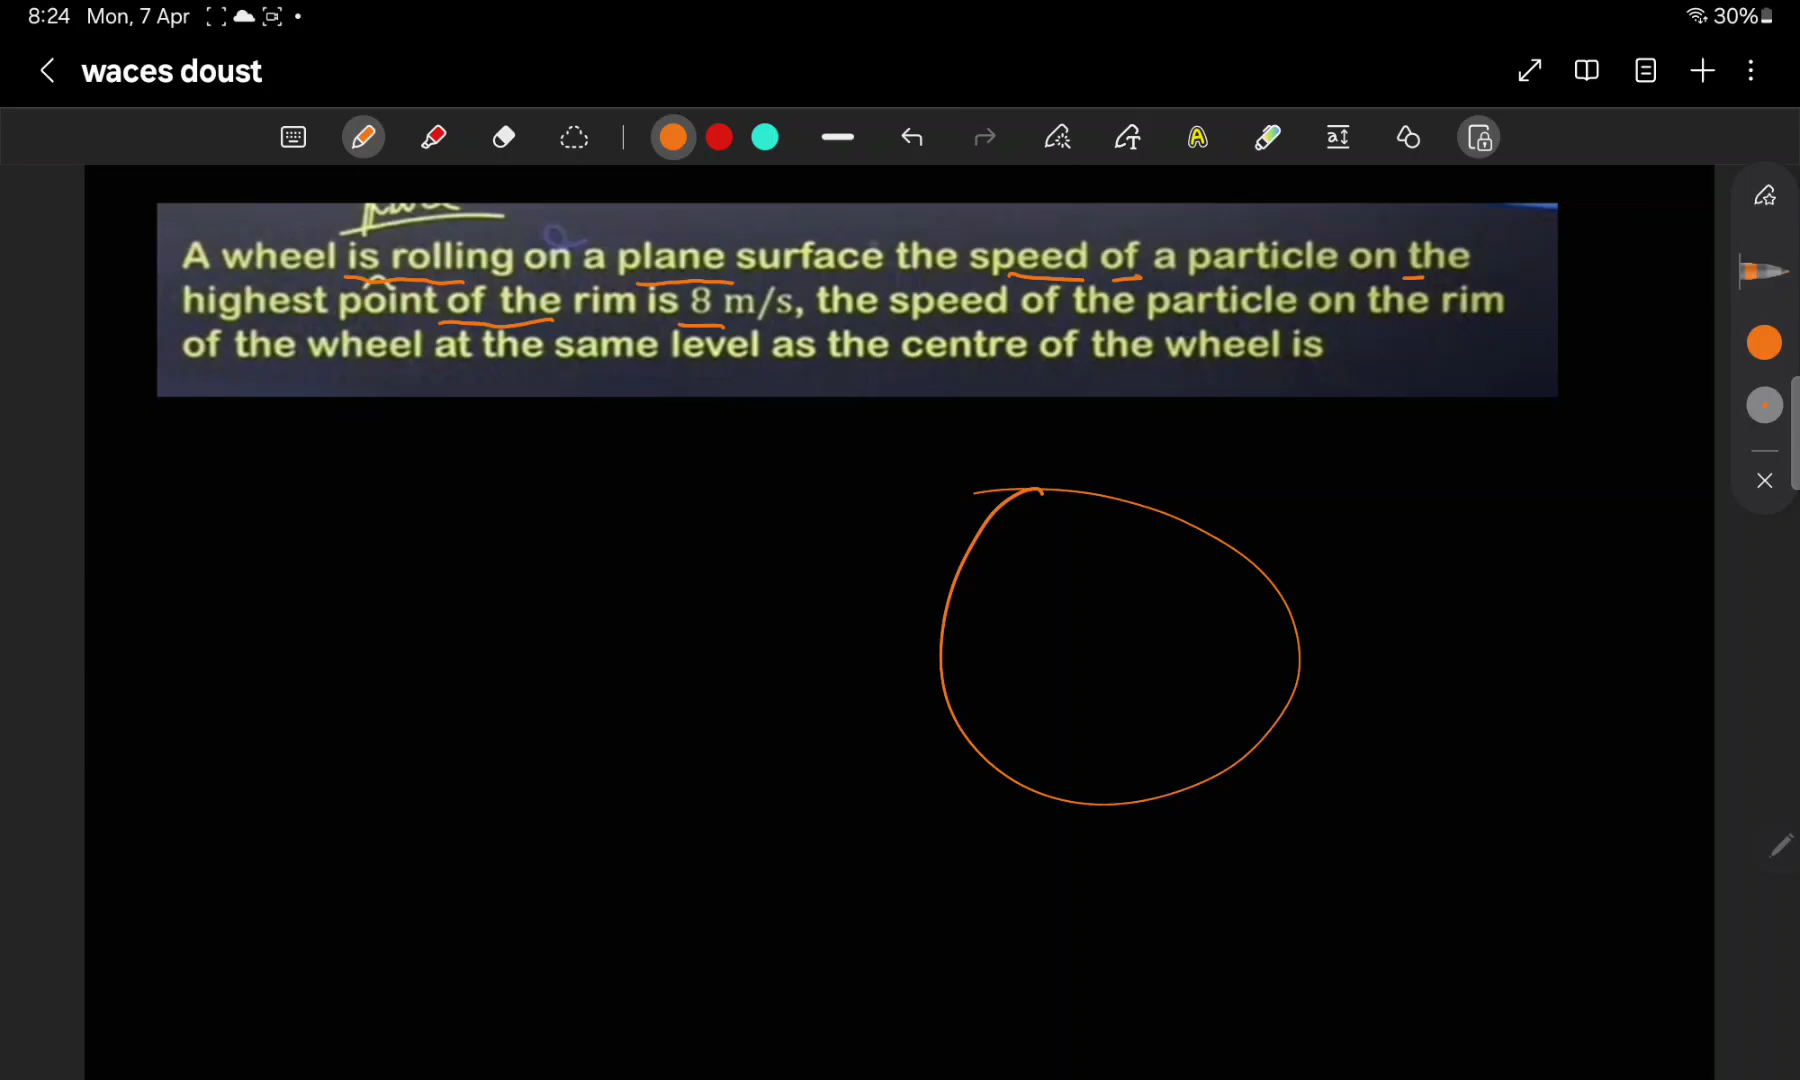 8:24 Mon, 7 Apr
30%
waces doust
A wheel is rolling on a plane surface the speed of a particle on the
highest point of the rim is 8 m/s, the speed of the particle on the rim
of the wheel at the same level as the centre of the wheel is